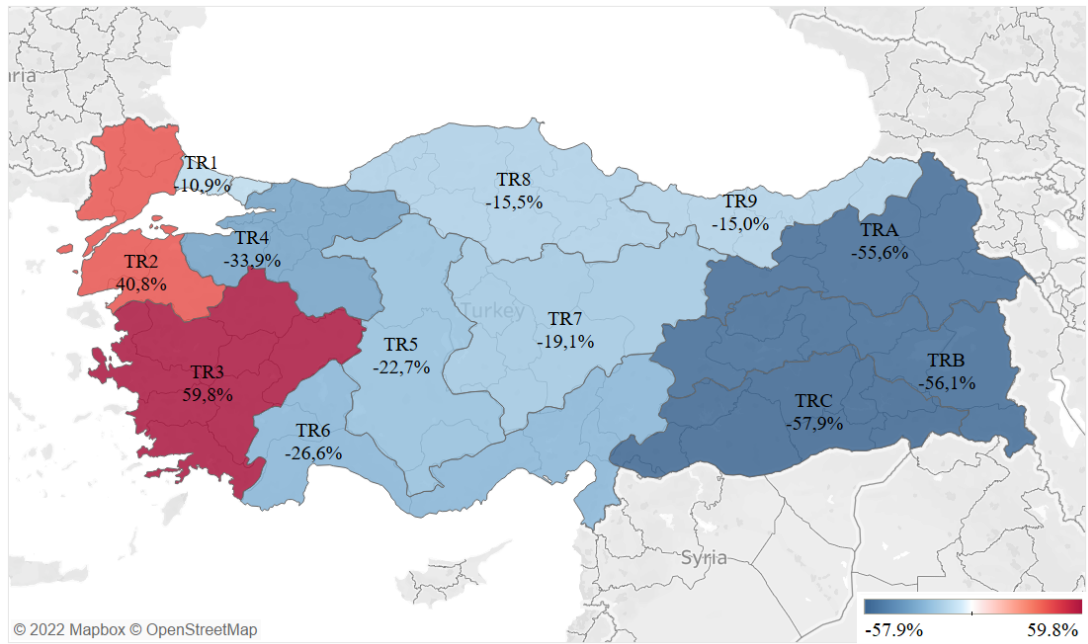 ria
TR1
-10,9%
TR8
-15,5%
TR9
-15,0%
TRA
-55,6%
TR4
-33,9%
TR2
40,8%
Turkey
TR7
-19,1%
TR5
-22,7%
TRB
-56,1%
TR3
59,8%
TRC
-57,9%
TR6
-26,6%
Syria
© 2022 Mapbox © OpenStreetMap
-57.9%
59.8%